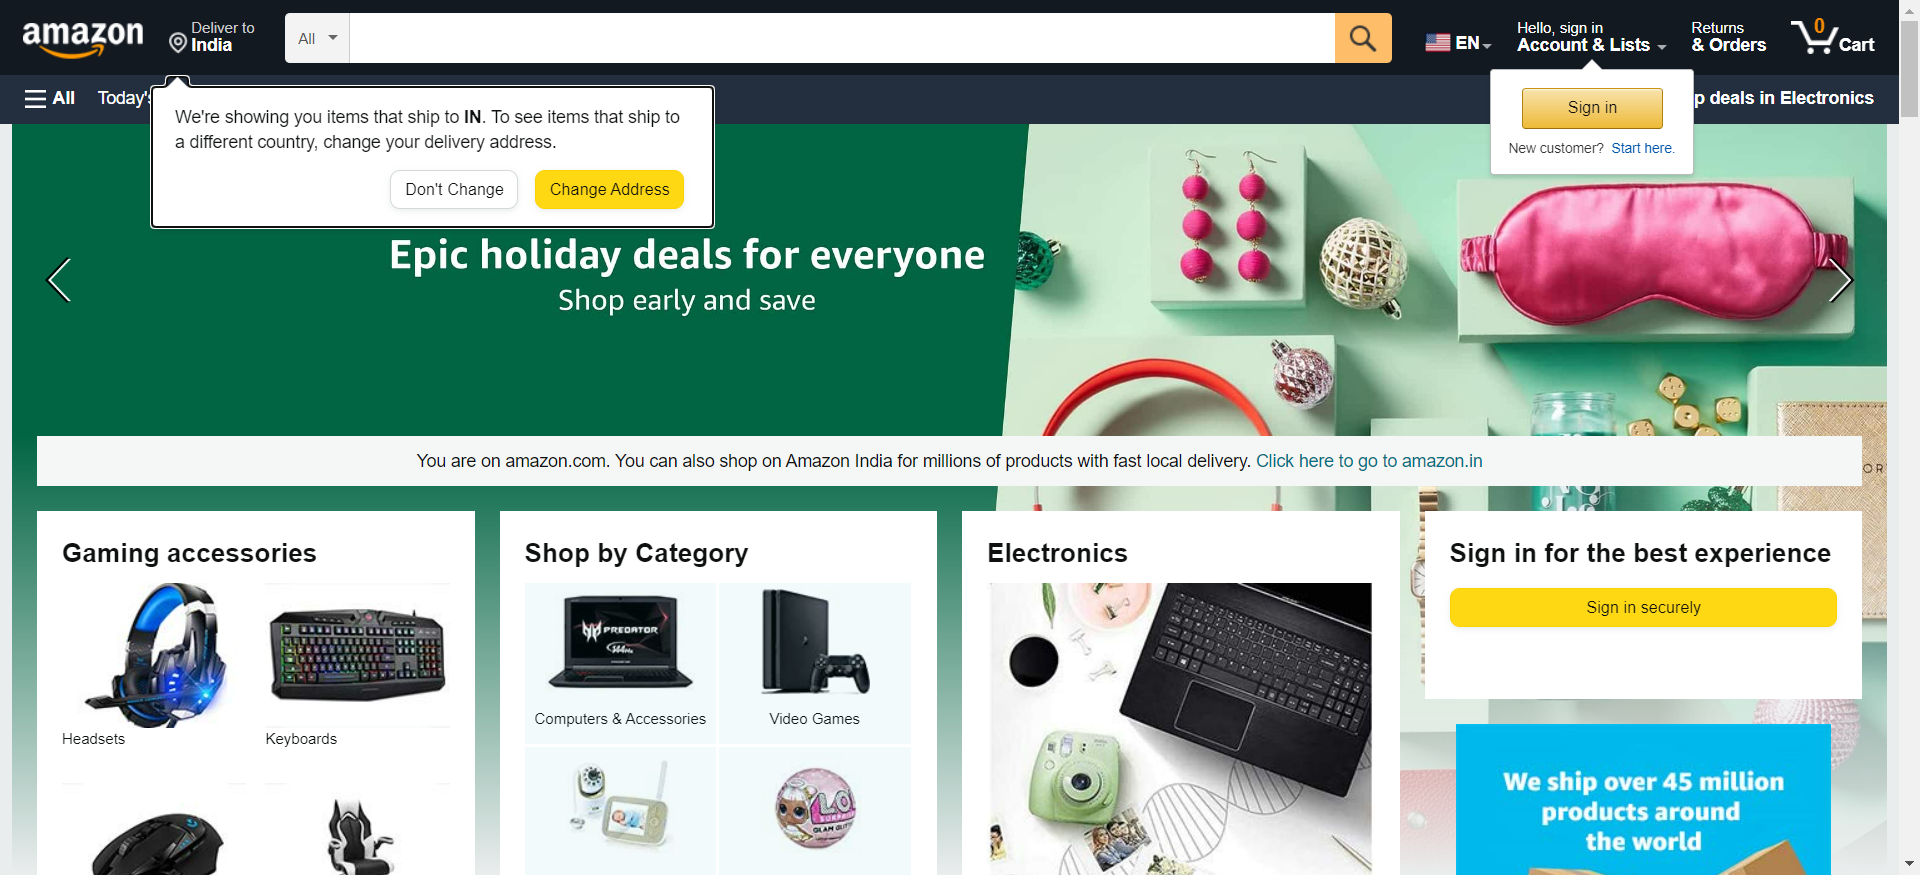 amazon
Deliver to
India
All
EN
Hello, sign in
Account & Lists
Returns
& Orders
0
Cart
All
Today's
p deals in Electronics
We're showing you items that ship to IN. To see items that ship to
a different country, change your delivery address.
Don't Change
Change Address
Sign in
New customer? Start here.
Epic holiday deals for everyone
Shop early and save
You are on amazon.com. You can also shop on Amazon India for millions of products with fast local delivery. Click here to go to amazon.in
Gaming accessories
Headsets
Keyboards
Shop by Category
PREDATOR
144Hz
Computers & Accessories
Video Games
L.O.L.
SURPRISE
GLAM GLITTER
Electronics
Sign in for the best experience
Sign in securely
We ship over 45 million
products around
the world